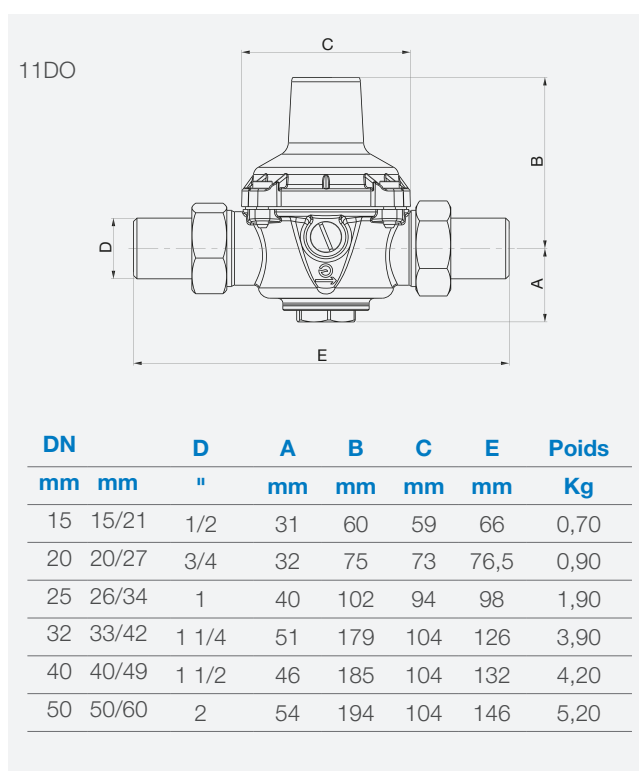 C
11DO
B
D
A
E
DN D A B C E Poids
mm mm " mm mm mm mm Kg
15 15/21 1/2 31 60 59 66 0,70
20 20/27 3/4 32 75 73 76,5 0,90
25 26/34 1 40 102 94 98 1,90
32 33/42 1 1/4 51 179 104 126 3,90
40 40/49 1 1/2 46 185 104 132 4,20
50 50/60 2 54 194 104 146 5,20